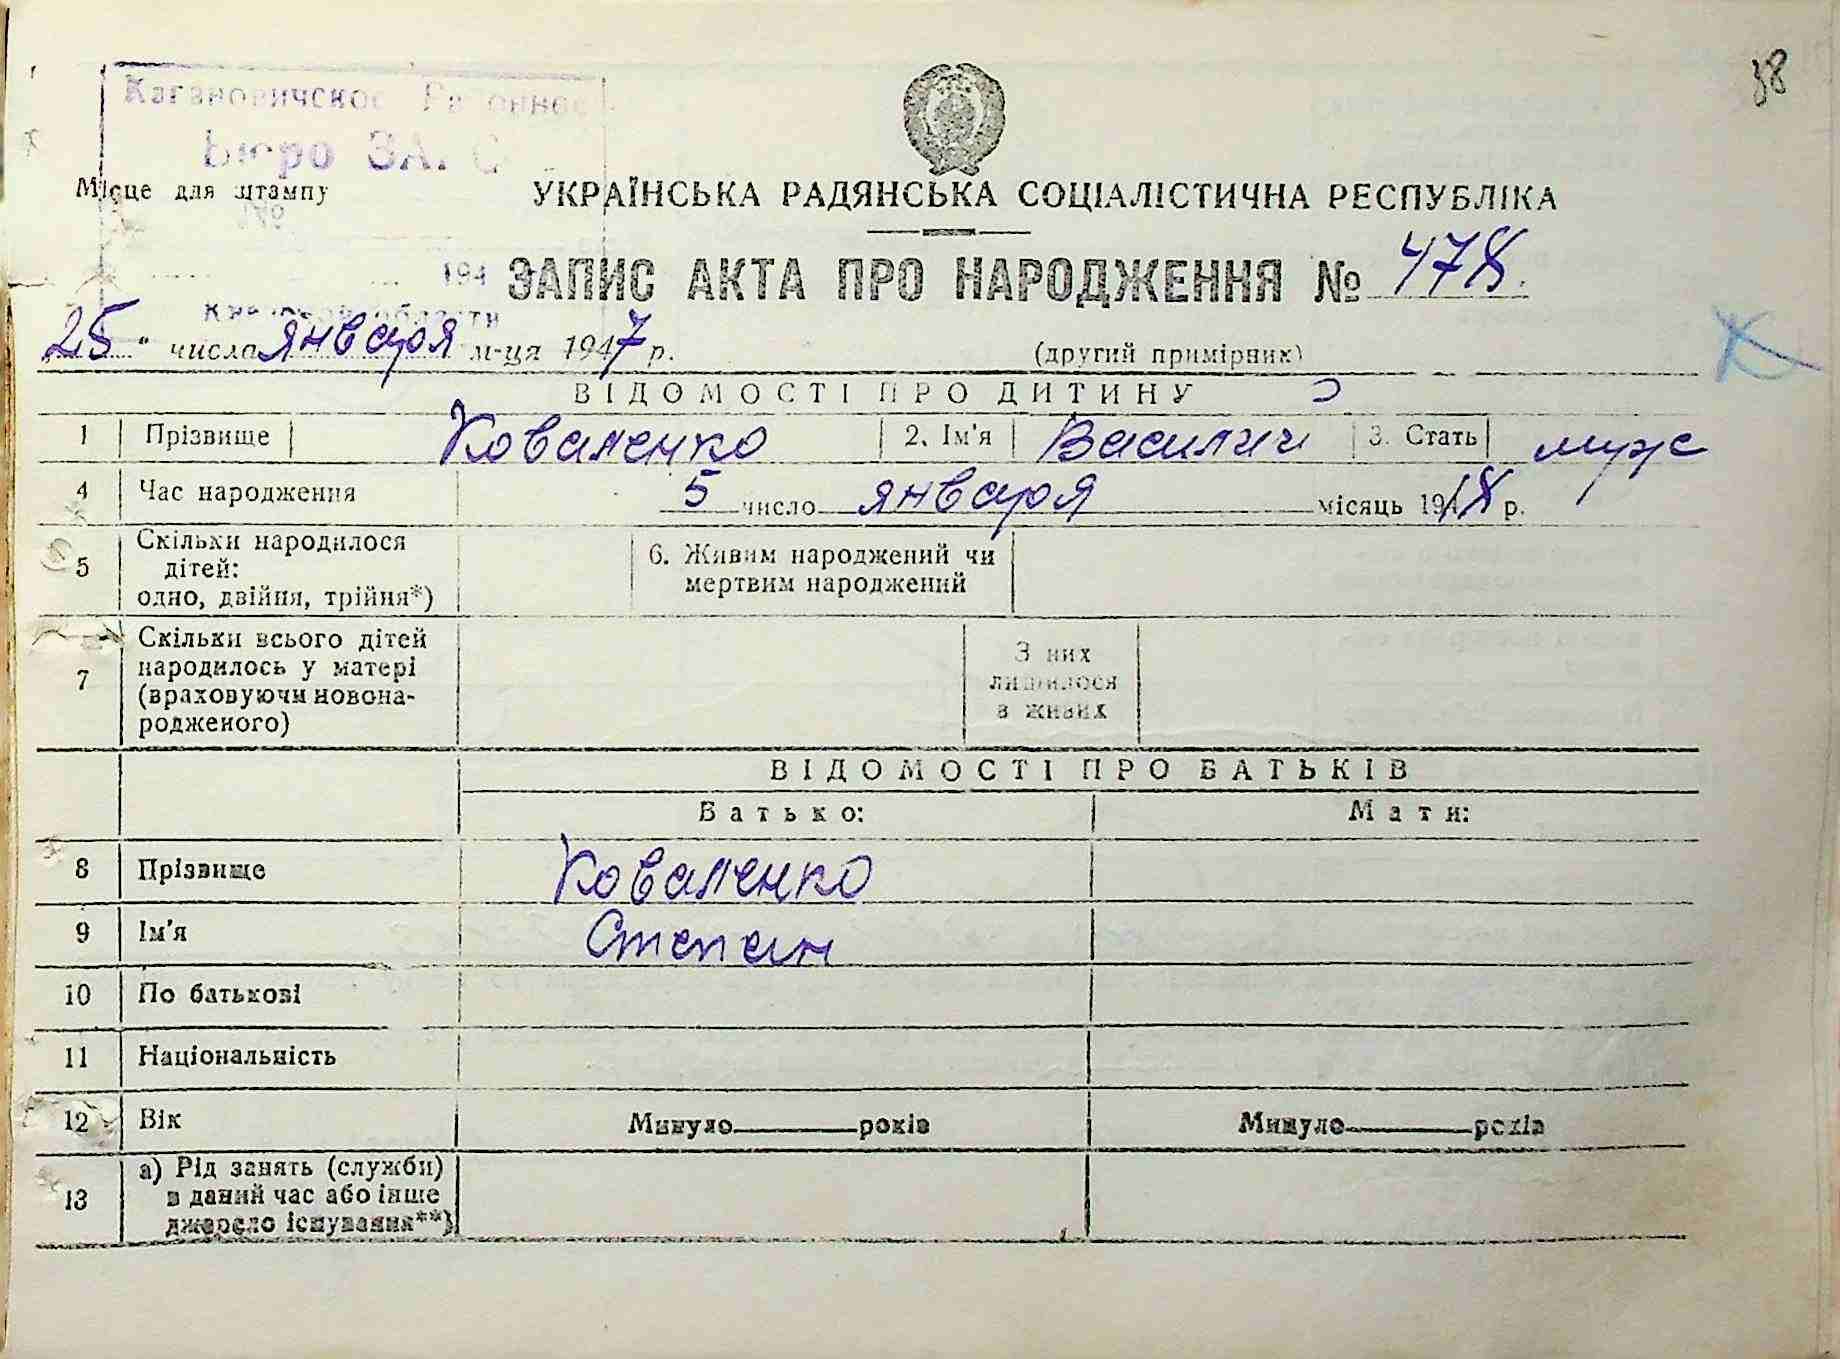 38
Кагановичское Районное
Бюро ЗАГС
Місце для штампу
№
УКРАЇНСЬКА РАДЯНСЬКА СОЦІАЛІСТИЧНА РЕСПУБЛІКА
194
ЗАПИС АКТА ПРО НАРОДЖЕННЯ № 478.
области
25 " числа января м-ця 1947 р.
(другий примірник)
ВІДОМОСТІ ПРО ДИТИНУ
1 Прізвище Коваленко 2. Ім'я Василий 3. Стать муж
4 Час народження 5 число января місяць 1918 р.
5 Скільки народилося дітей: одно, двійня, трійня*)
6. Живим народжений чи мертвим народжений
7 Скільки всього дітей народилось у матері (враховуючи новонародженого)
З них лишилося в живих
ВІДОМОСТІ ПРО БАТЬКІВ
Батько: Мати:
8 Прізвище Коваленко
9 Ім'я Степан
10 По батькові
11 Національність
12 Вік Минуло років Минуло років
13 а) Рід занять (служби) в даний час або інше джерело існування**)